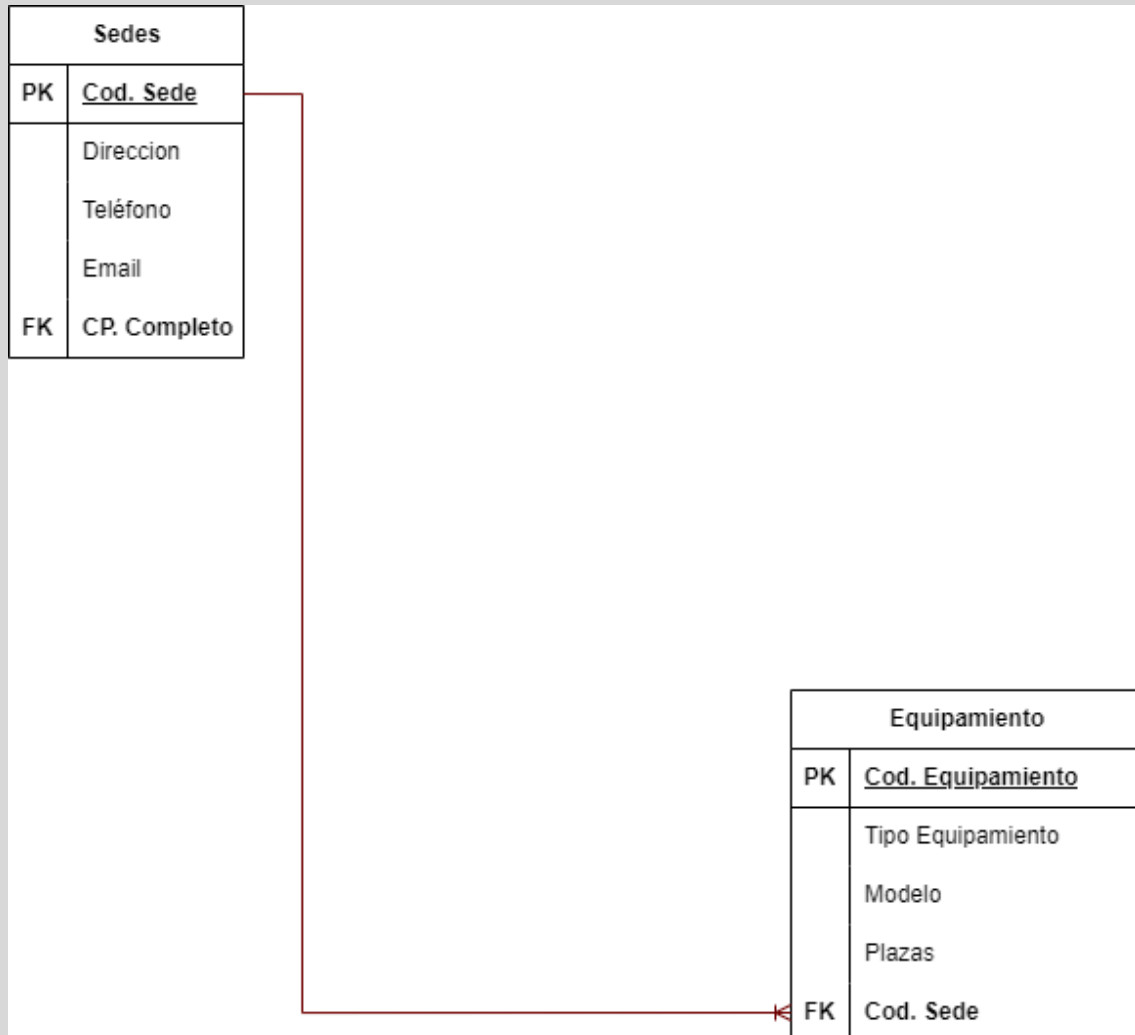 Sedes
PK Cod. Sede
Direccion
Teléfono
Email
FK CP. Completo
Equipamiento
PK Cod. Equipamiento
Tipo Equipamiento
Modelo
Plazas
FK Cod. Sede